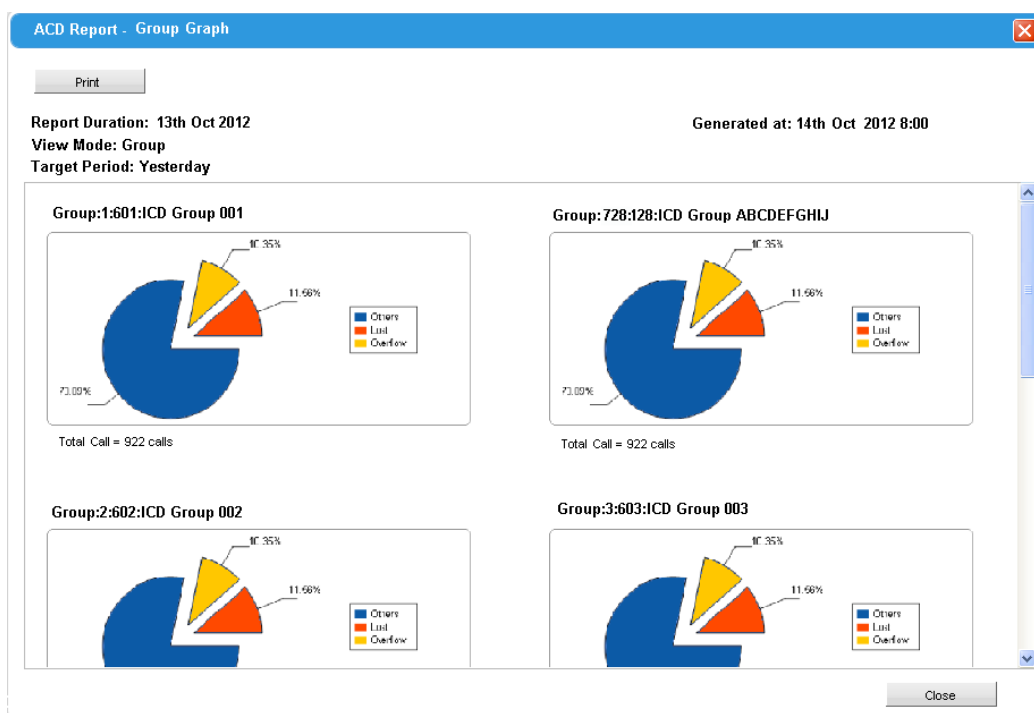 ACD Report - Group Graph
Print
Report Duration: 13th Oct 2012
Generated at: 14th Oct 2012 8:00
View Mode: Group
Target Period: Yesterday
Group:1:601:ICD Group 001
10.35%
11.56%
Others
Lost
Overflow
Total Call = 922 calls
Group:728:128:ICD Group ABCDEFGHIJ
10.35%
11.56%
Others
Lost
Overflow
Total Call = 922 calls
Group:2:602:ICD Group 002
10.35%
11.56%
Others
Lost
Overflow
Group:3:603:ICD Group 003
10.35%
11.56%
Others
Lost
Overflow
Close